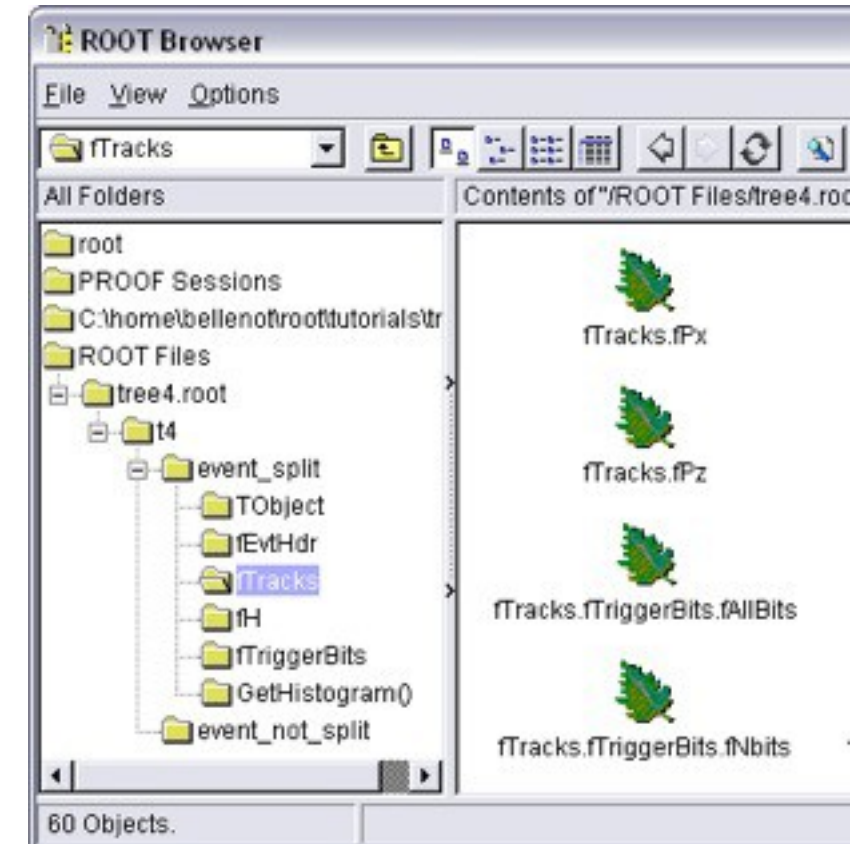 ROOT Browser
File View Options
fTracks
All Folders
Contents of "/ROOT Files/tree4.roo
root
PROOF Sessions
C:\home\bellenot\root\tutorials\tr
ROOT Files
tree4.root
t4
event_split
TObject
fEvtHdr
fTracks
fH
fTriggerBits
GetHistogram()
event_not_split
fTracks.fPx
fTracks.fPz
fTracks.fTriggerBits.fAllBits
fTracks.fTriggerBits.fNbits
60 Objects.